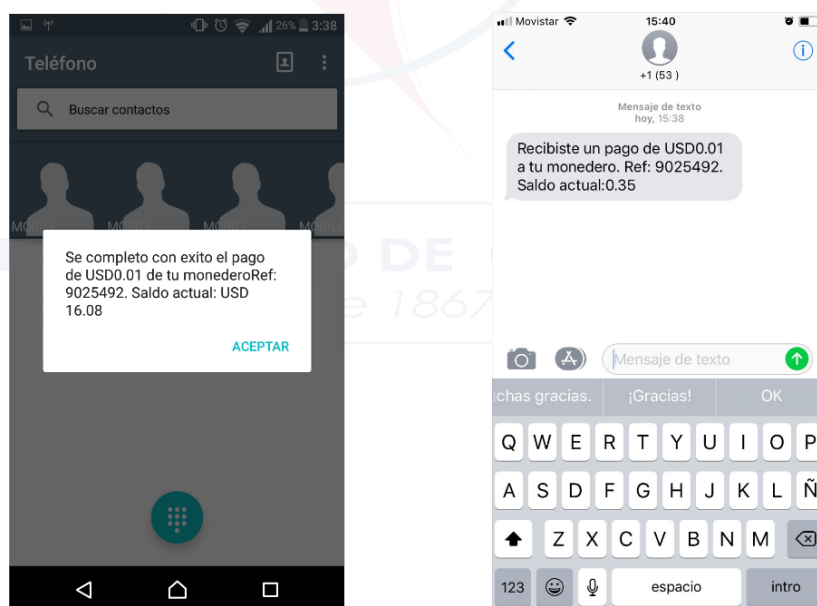 26% 3:38
Teléfono
Buscar contactos
Se completo con exito el pago
de USD0.01 de tu monederoRef:
9025492. Saldo actual: USD
16.08
ACEPTAR
DE
1867
Movistar 15:40
+1 (53 )
Mensaje de texto
hoy, 15:38
Recibiste un pago de USD0.01
a tu monedero. Ref: 9025492.
Saldo actual:0.35
Mensaje de texto
chas gracias. ¡Gracias! OK
Q W E R T Y U I O P
A S D F G H J K L Ñ
Z X C V B N M
123 espacio intro